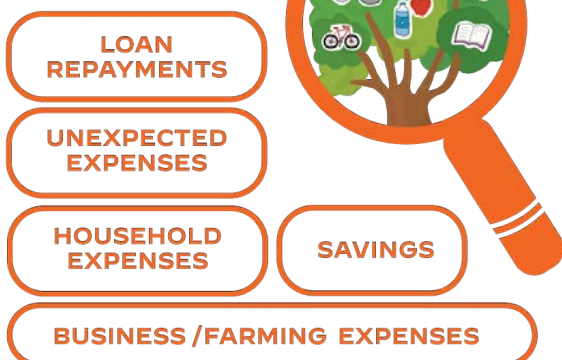 LOAN
REPAYMENTS
UNEXPECTED
EXPENSES
HOUSEHOLD
EXPENSES
SAVINGS
BUSINESS /FARMING EXPENSES